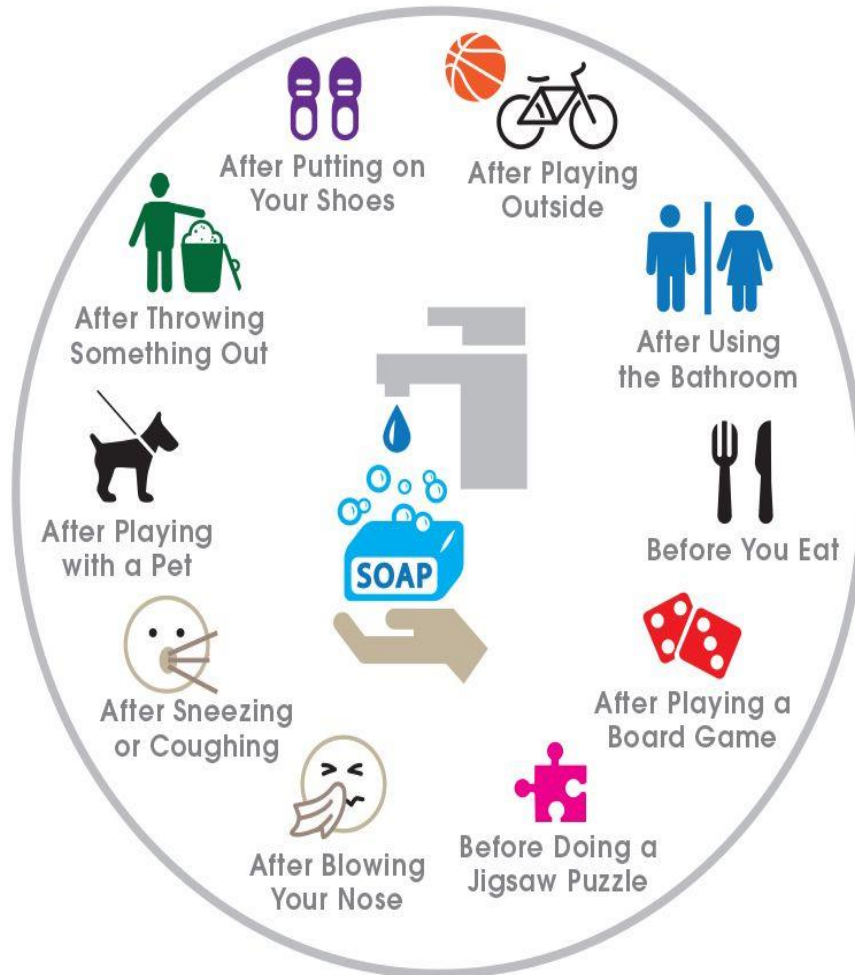 After Putting on
Your Shoes
After Playing
Outside
After Throwing
Something Out
After Using
the Bathroom
After Playing
with a Pet
SOAP
Before You Eat
After Sneezing
or Coughing
After Playing a
Board Game
After Blowing
Your Nose
Before Doing a
Jigsaw Puzzle